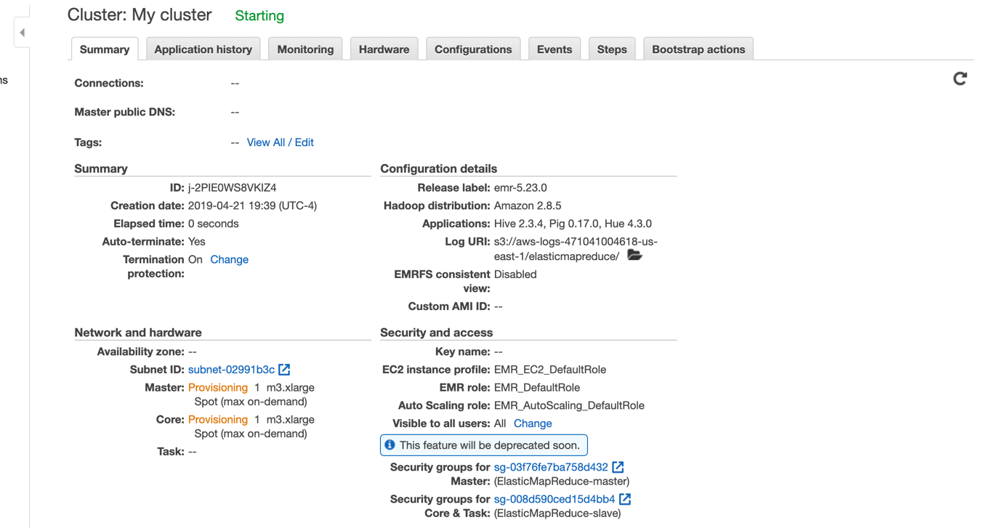 Cluster: My cluster Starting
Summary Application history Monitoring Hardware Configurations Events Steps Bootstrap actions
ns
Connections: --
Master public DNS: --
Tags: -- View All / Edit
Summary
ID: j-2PIE0WS8VKIZ4
Creation date: 2019-04-21 19:39 (UTC-4)
Elapsed time: 0 seconds
Auto-terminate: Yes
Termination On Change
protection:
Configuration details
Release label: emr-5.23.0
Hadoop distribution: Amazon 2.8.5
Applications: Hive 2.3.4, Pig 0.17.0, Hue 4.3.0
Log URI: s3://aws-logs-471041004618-us-
east-1/elasticmapreduce/
EMRFS consistent Disabled
view:
Custom AMI ID: --
Network and hardware
Availability zone: --
Subnet ID: subnet-02991b3c
Master: Provisioning 1 m3.xlarge
Spot (max on-demand)
Core: Provisioning 1 m3.xlarge
Spot (max on-demand)
Task: --
Security and access
Key name: --
EC2 instance profile: EMR_EC2_DefaultRole
EMR role: EMR_DefaultRole
Auto Scaling role: EMR_AutoScaling_DefaultRole
Visible to all users: All Change
This feature will be deprecated soon.
Security groups for sg-03f76fe7ba758d432
Master: (ElasticMapReduce-master)
Security groups for sg-008d590ced15d4bb4
Core & Task: (ElasticMapReduce-slave)